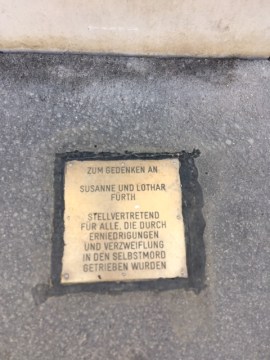 ZUM GEDENKEN AN
SUSANNE UND LOTHAR
FÜRTH
STELLVERTRETEND
FÜR ALLE, DIE DURCH
ERNIEDRIGUNGEN
UND VERZWEIFLUNG
IN DEN SELBSTMORD
GETRIEBEN WURDEN